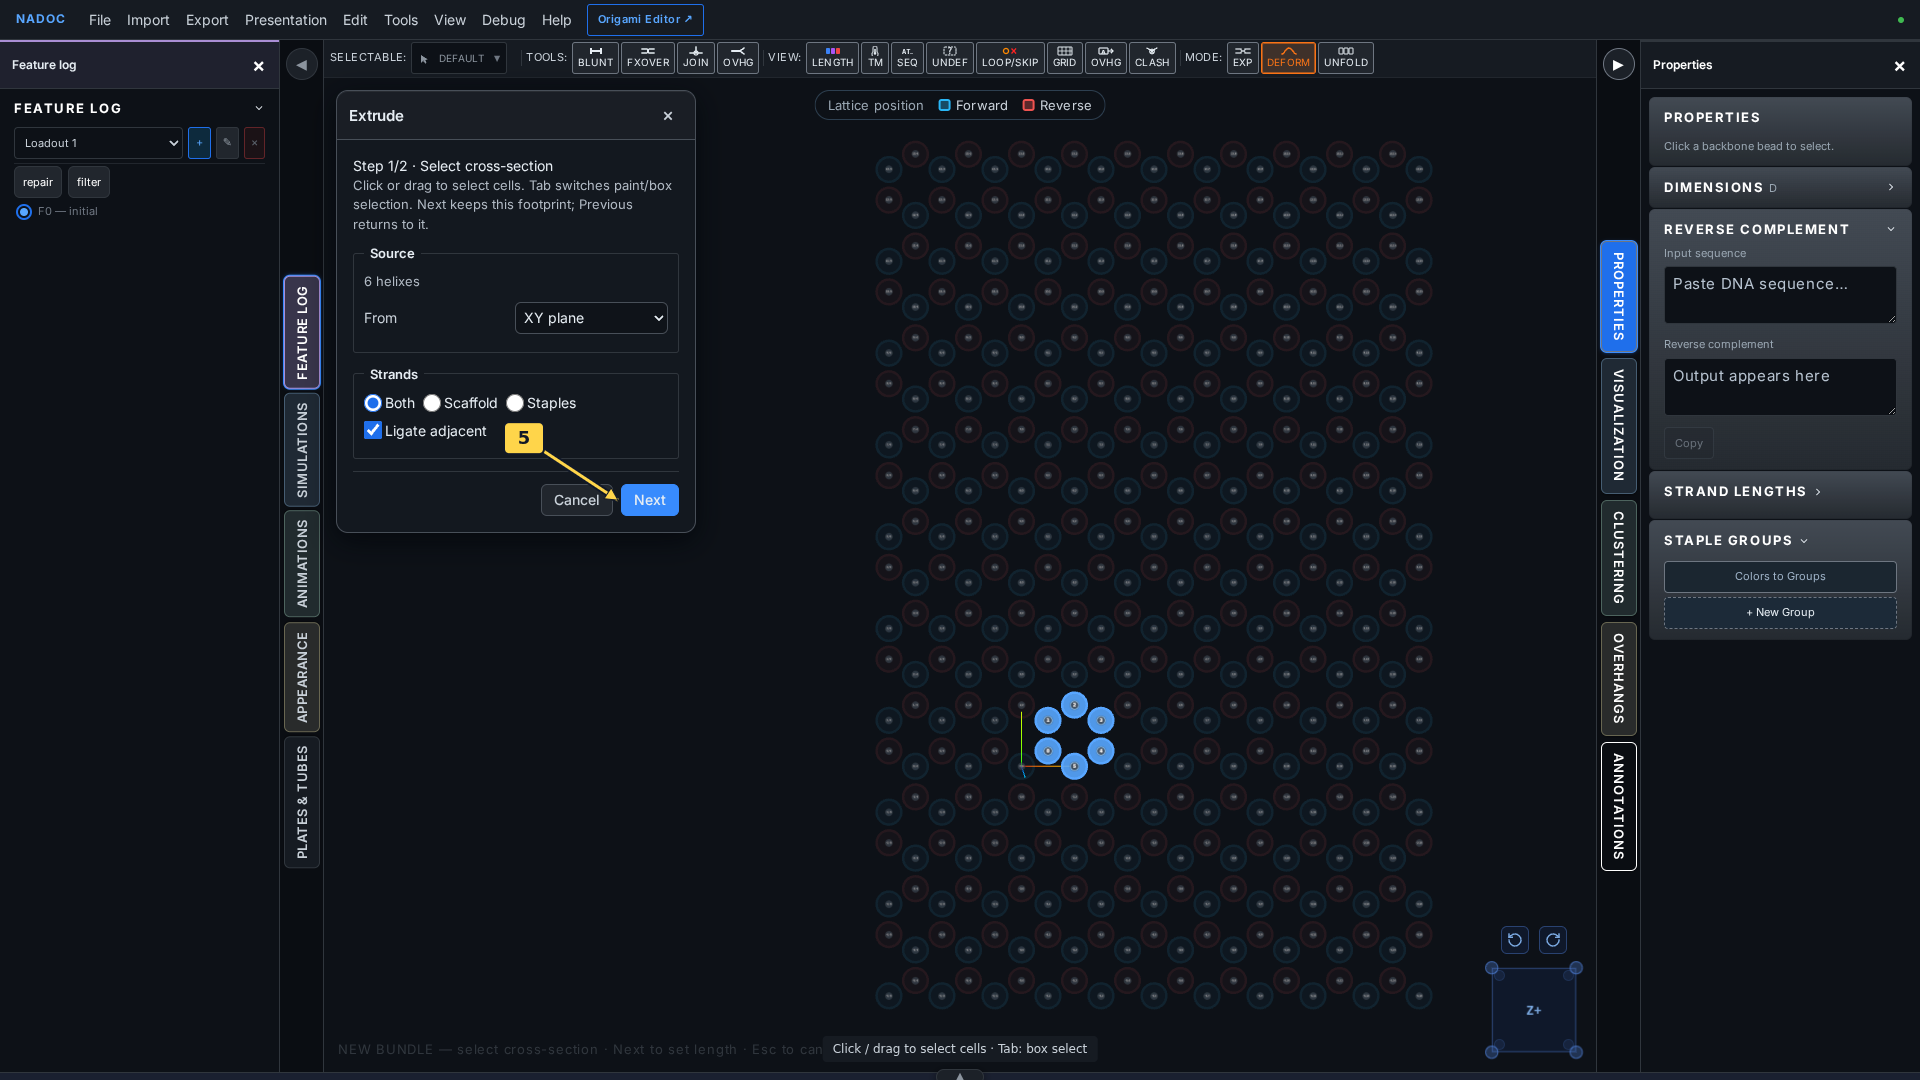 NADOC File Import Export Presentation Edit Tools View Debug Help Origami Editor ↗
Feature log ×
FEATURE LOG
Loadout 1 + ✎ ×
repair filter
F0 — initial
FEATURE LOG
SIMULATIONS
ANIMATIONS
APPEARANCE
PLATES & TUBES
SELECTABLE: DEFAULT ▾ TOOLS: BLUNT FXOVER JOIN OVHG VIEW: LENGTH TM SEQ UNDEF LOOP/SKIP GRID OVHG CLASH MODE: EXP DEFORM UNFOLD
Extrude ×
Step 1/2 · Select cross-section
Click or drag to select cells. Tab switches paint/box
selection. Next keeps this footprint; Previous
returns to it.
Source
6 helixes
From XY plane
Strands
Both Scaffold Staples
Ligate adjacent
5
Cancel Next
Lattice position Forward Reverse
Z+
NEW BUNDLE — select cross-section · Next to set length · Esc to can
Click / drag to select cells · Tab: box select
PROPERTIES
VISUALIZATION
CLUSTERING
OVERHANGS
ANNOTATIONS
Properties ×
PROPERTIES
Click a backbone bead to select.
DIMENSIONS D
REVERSE COMPLEMENT
Input sequence
Paste DNA sequence...
Reverse complement
Output appears here
Copy
STRAND LENGTHS
STAPLE GROUPS
Colors to Groups
+ New Group